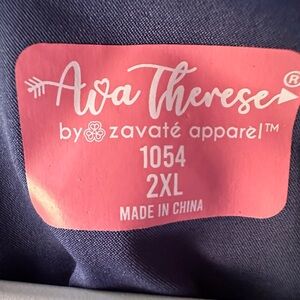 Ava Therese®
by zavaté apparel™
1054
2XL
MADE IN CHINA